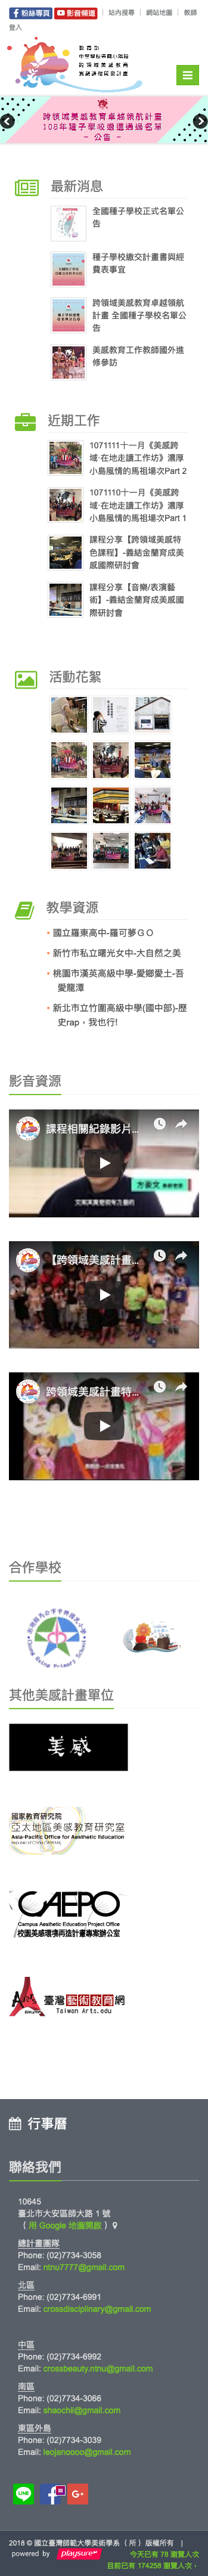 粉絲專頁 影音頻道 | 站內搜尋 | 網站地圖 | 教師
登入
教育部
中等學校暨國小階段
跨領域美感教育
實驗課程開發計畫
跨領域美感教育卓越領航計畫
108年種子學校邀請通過名單
- 公告 -
最新消息
全國種子學校正式名單公
告
種子學校繳交計畫書與經
費表事宜
跨領域美感教育卓越領航
計畫 全國種子學校名單公
告
美感教育工作教師國外進
修參訪
近期工作
1071111十一月《美感跨
域‧在地走讀工作坊》濃厚
小島風情的馬祖場次Part 2
1071110十一月《美感跨
域‧在地走讀工作坊》濃厚
小島風情的馬祖場次Part 1
課程分享【跨領域美感特
色課程】-義結金蘭育成美
感國際研討會
課程分享【音樂/表演藝
術】-義結金蘭育成美感國
際研討會
活動花絮
教學資源
國立羅東高中-羅可夢ＧＯ
新竹市私立曙光女中-大自然之美
桃園市漢英高級中學-愛鄉愛土-吾
愛龍潭
新北市立竹圍高級中學(國中部)-歷
史rap，我也行!
影音資源
課程相關紀錄影片...
【跨領域美感計畫...
跨領域美感計畫特...
合作學校
其他美感計畫單位
美感
國家教育研究院
亞太地區美感教育研究室
Asia-Pacific Office for Aesthetic Education
CAEPO
Campus Aesthetic Education Project Office
校園美感環境再造計畫專案辦公室
臺灣藝術教育網
Taiwan Arts.edu
行事曆
聯絡我們
10645
臺北市大安區師大路 1 號
（ 用 Google 地圖開啟 ）
總計畫團隊
Phone: (02)7734-3058
Email: ntnu7777@gmail.com
北區
Phone: (02)7734-6991
Email: crossdisciplinary@gmail.com
中區
Phone: (02)7734-6992
Email: crossbeauty.ntnu@gmail.com
南區
Phone: (02)7734-3066
Email: shaochii@gmail.com
東區外島
Phone: (02)7734-3039
Email: leojanoooo@gmail.com
2018 © 國立臺灣師範大學美術學系（ 所 ） 版權所有 |
powered by playsure
今天已有 78 瀏覽人次
目前已有 174258 瀏覽人次，